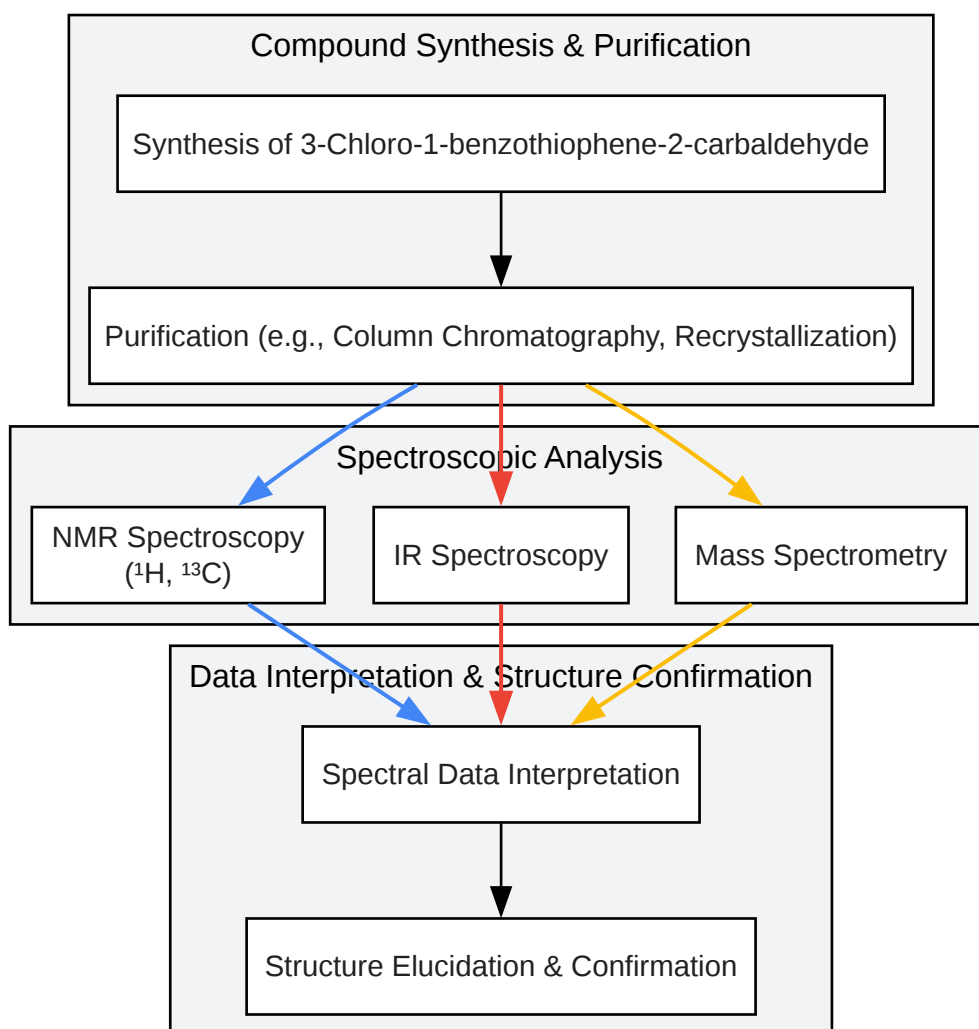 Compound Synthesis & Purification
Synthesis of 3-Chloro-1-benzothiophene-2-carbaldehyde
Purification (e.g., Column Chromatography, Recrystallization)
Spectroscopic Analysis
NMR Spectroscopy
(¹H, ¹³C)
IR Spectroscopy
Mass Spectrometry
Data Interpretation & Structure Confirmation
Spectral Data Interpretation
Structure Elucidation & Confirmation